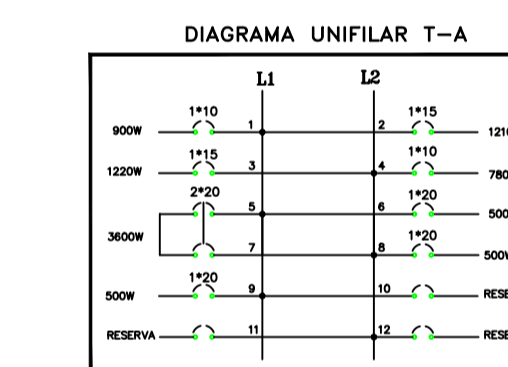 DIAGRAMA UNIFILAR T-A
L1 L2
1*10 1*15
900W 1 2
1*15 1*10
1220W 3 4
2*20 1*20
5 6
3600W 1*20
7 8
1*20
500W 9 10
RESERVA 11 12